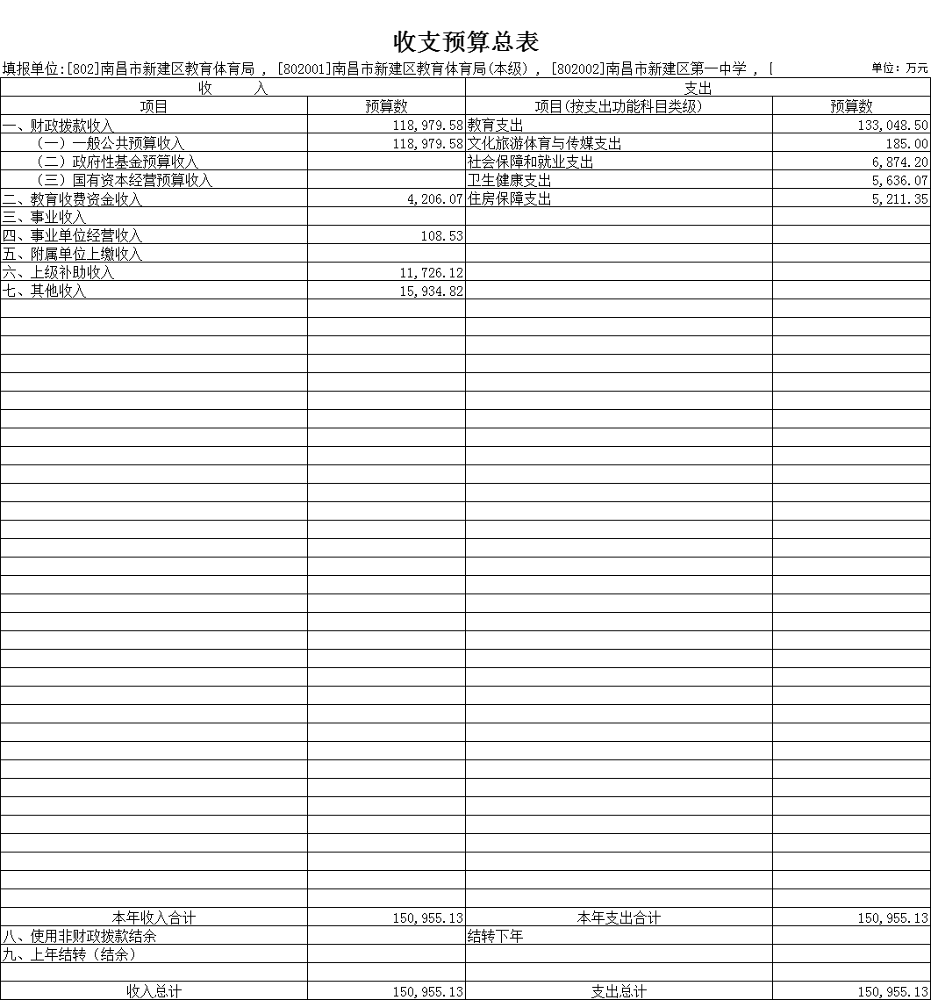 收支预算总表
填报单位:[802]南昌市新建区教育体育局 , [802001]南昌市新建区教育体育局(本级) , [802002]南昌市新建区第一中学 , [ 单位：万元
收 入 支出
项目 预算数 项目(按支出功能科目类级) 预算数
一、财政拨款收入 118,979.58 教育支出 133,048.50
（一）一般公共预算收入 118,979.58 文化旅游体育与传媒支出 185.00
（二）政府性基金预算收入 社会保障和就业支出 6,874.20
（三）国有资本经营预算收入 卫生健康支出 5,636.07
二、教育收费资金收入 4,206.07 住房保障支出 5,211.35
三、事业收入
四、事业单位经营收入 108.53
五、附属单位上缴收入
六、上级补助收入 11,726.12
七、其他收入 15,934.82
本年收入合计 150,955.13 本年支出合计 150,955.13
八、使用非财政拨款结余 结转下年
九、上年结转（结余）
收入总计 150,955.13 支出总计 150,955.13